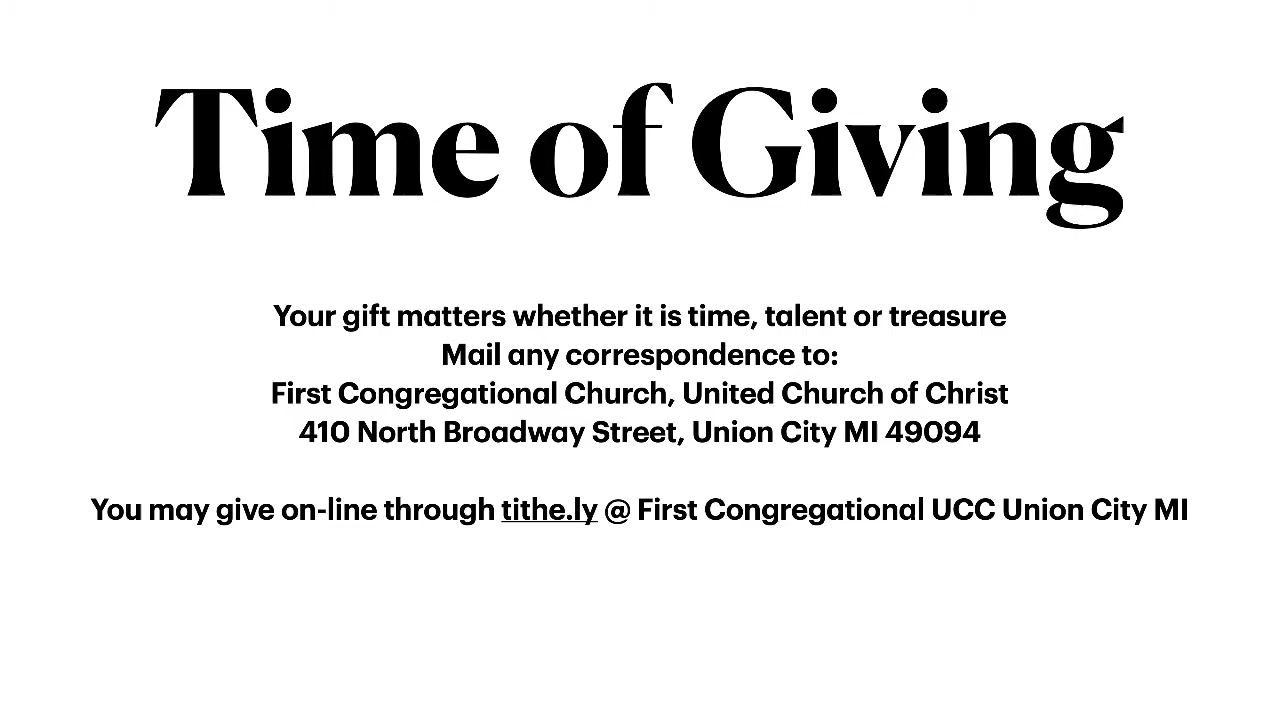 Time of Giving
Your gift matters whether it is time, talent or treasure
Mail any correspondence to:
First Congregational Church, United Church of Christ
410 North Broadway Street, Union City MI 49094
You may give on-line through tithe.ly @ First Congregational UCC Union City MI